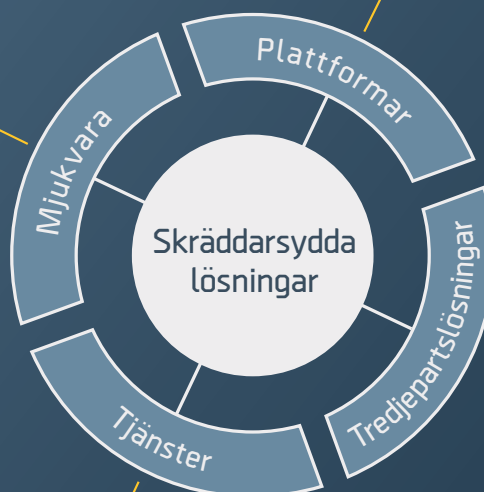 Plattformar
Mjukvara
Skräddarsydda
lösningar
Tredjepartslösningar
Tjänster